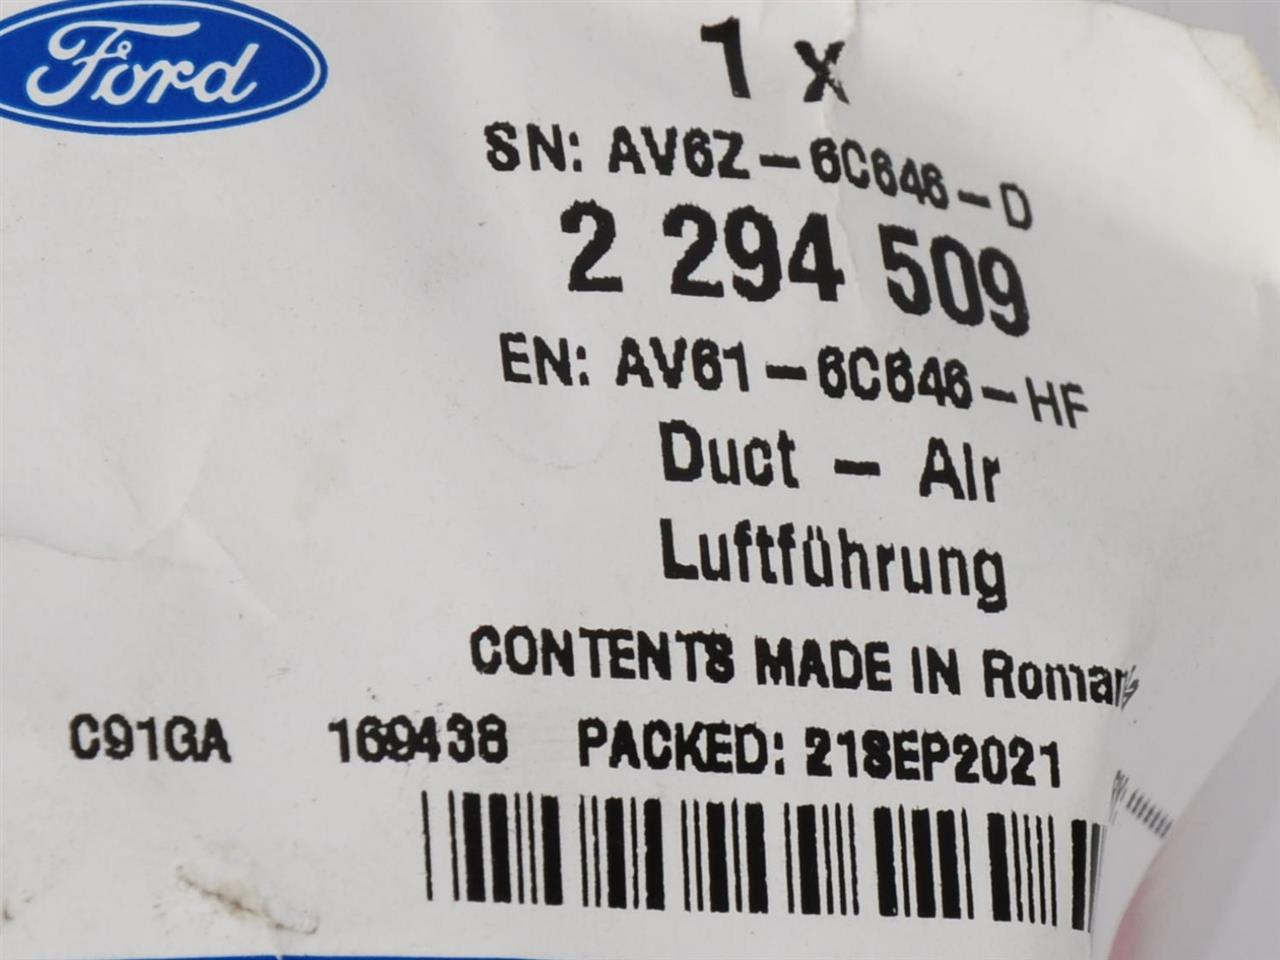 Ford
1 x
SN: AV6Z-6C646-D
2 294 509
EN: AV61-6C646-HF
Duct - Air
Luftführung
CONTENTS MADE IN
C91GA 169438 PACKED: 21SEP2021